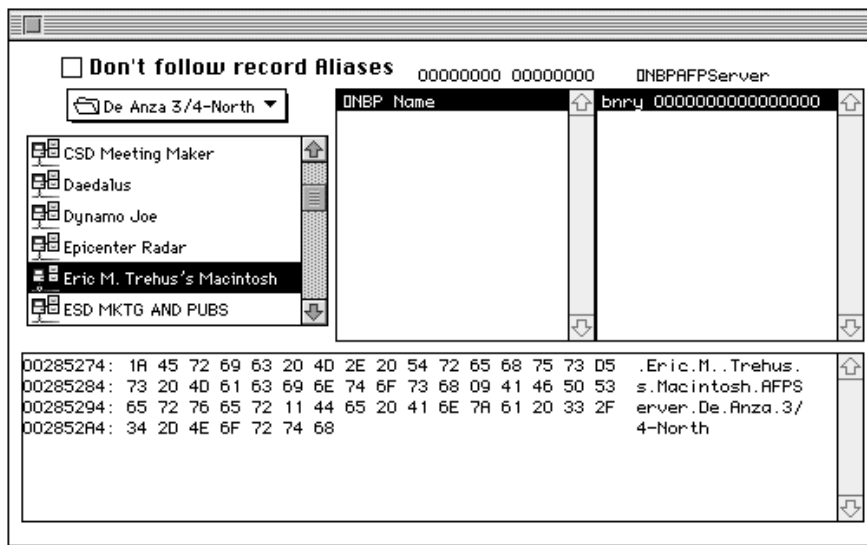 Don't follow record Aliases
00000000 00000000
DNBPAFPServer
De Anza 3/4-North
DNBP Name
bnry 0000000000000000
CSD Meeting Maker
Daedalus
Dynamo Joe
Epicenter Radar
Eric M. Trehus's Macintosh
ESD MKTG AND PUBS
00285274: 1A 45 72 69 63 20 4D 2E 20 54 72 65 68 75 73 D5 .Eric.M..Trehus.
00285284: 73 20 4D 61 63 69 6E 74 6F 73 68 09 41 46 50 53 s.Macintosh.AFPS
00285294: 65 72 76 65 72 11 44 65 20 41 6E 7A 61 20 33 2F erver.De.Anza.3/
002852A4: 34 2D 4E 6F 72 74 68 4-North